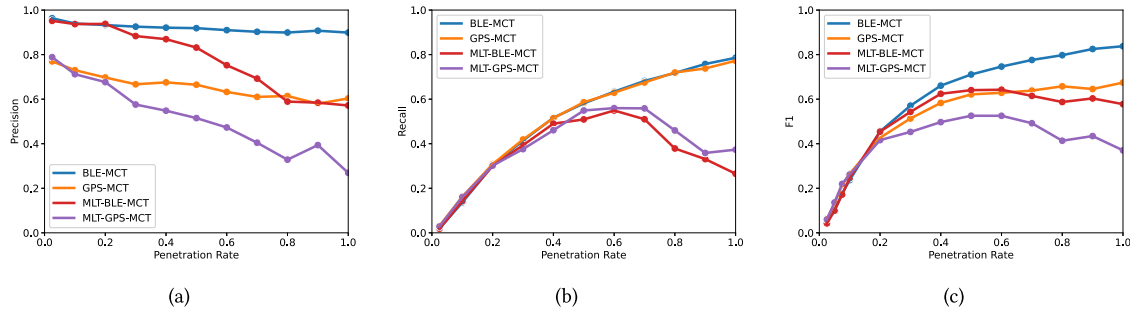 1.0
0.8
0.6
0.4
0.2
0.0
Precision
BLE-MCT
GPS-MCT
MLT-BLE-MCT
MLT-GPS-MCT
0.0 0.2 0.4 0.6 0.8 1.0
Penetration Rate
(a)
1.0
0.8
0.6
0.4
0.2
0.0
Recall
BLE-MCT
GPS-MCT
MLT-BLE-MCT
MLT-GPS-MCT
0.0 0.2 0.4 0.6 0.8 1.0
Penetration Rate
(b)
1.0
0.8
0.6
0.4
0.2
0.0
F1
BLE-MCT
GPS-MCT
MLT-BLE-MCT
MLT-GPS-MCT
0.0 0.2 0.4 0.6 0.8 1.0
Penetration Rate
(c)